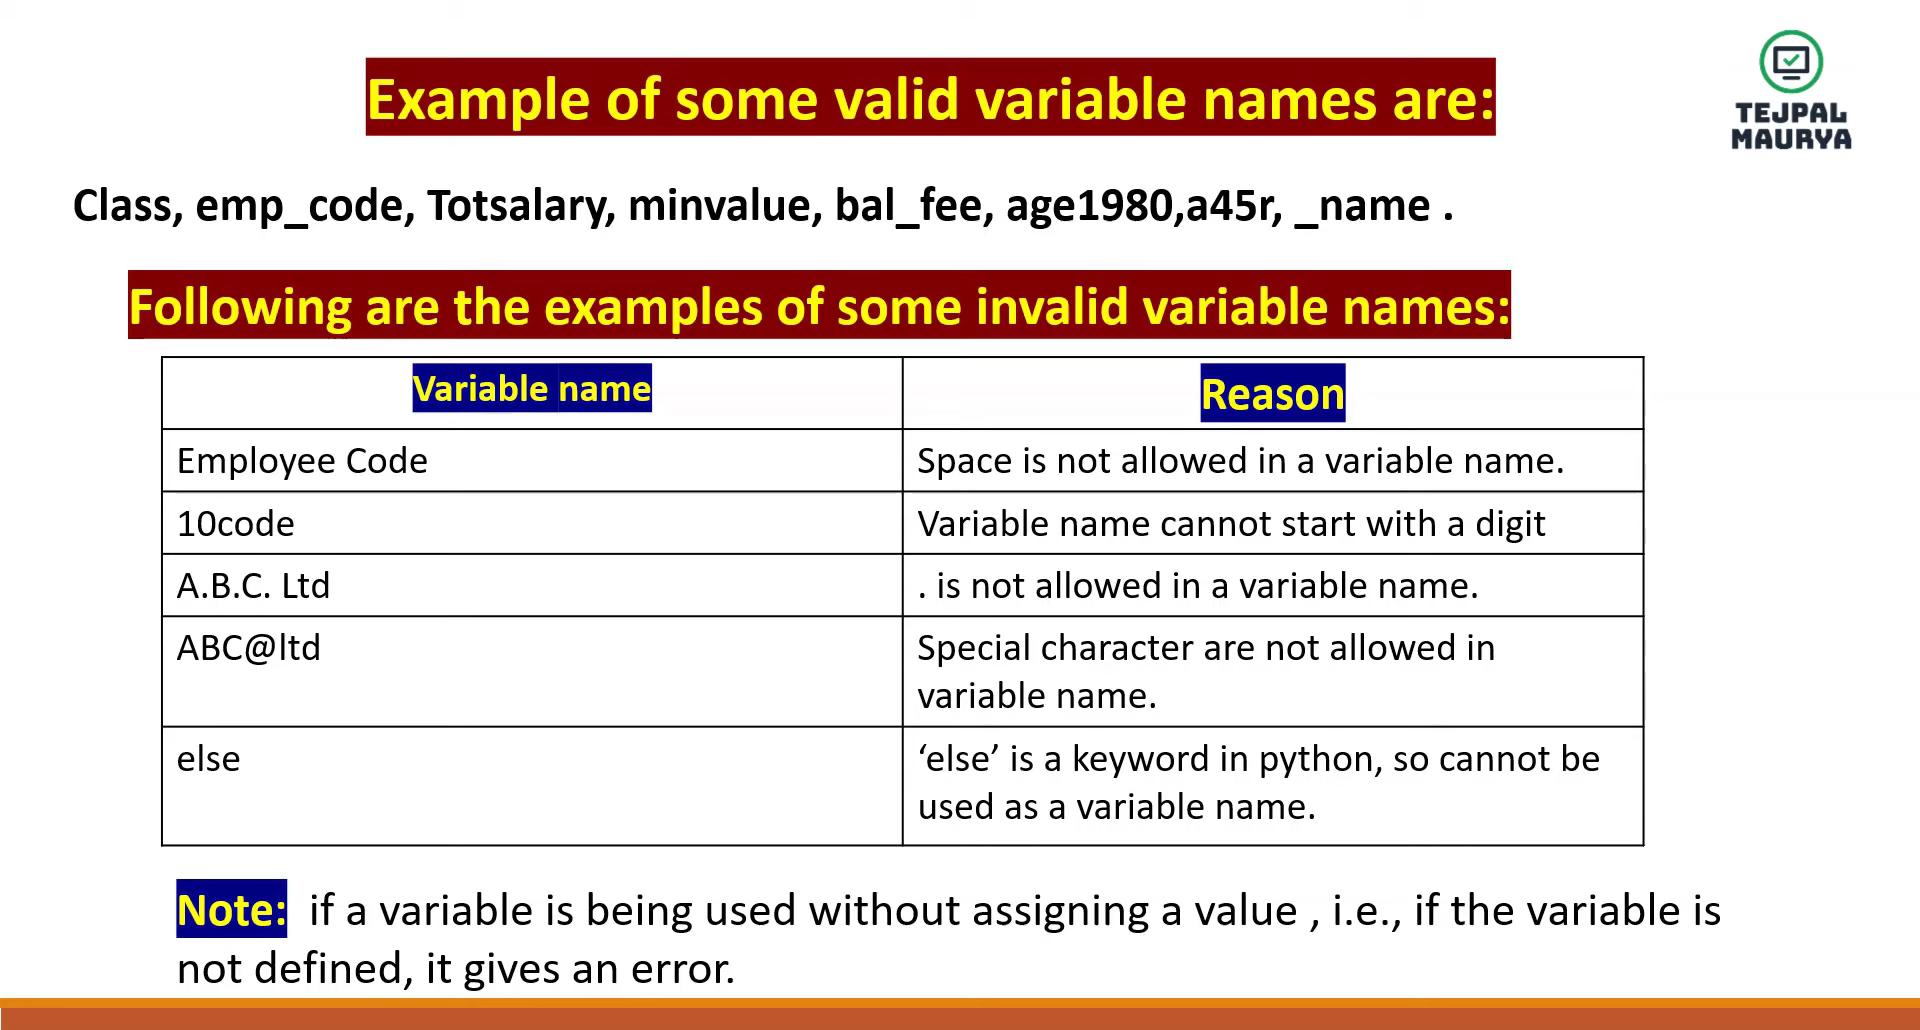 Example of some valid variable names are:
TEJPAL
MAURYA
Class, emp_code, Totsalary, minvalue, bal_fee, age1980,a45r, _name .
Following are the examples of some invalid variable names:
Variable name
Reason
Employee Code
Space is not allowed in a variable name.
10code
Variable name cannot start with a digit
A.B.C. Ltd
. is not allowed in a variable name.
ABC@ltd
Special character are not allowed in
variable name.
else
‘else’ is a keyword in python, so cannot be
used as a variable name.
Note: if a variable is being used without assigning a value , i.e., if the variable is
not defined, it gives an error.